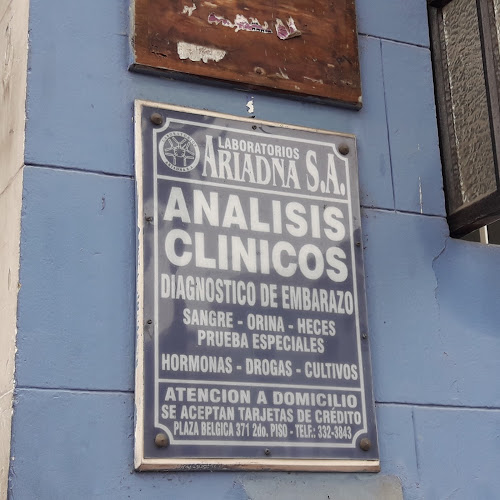 LABORATORIOS
ARIADNA S.A.
ANALISIS
CLINICOS
DIAGNOSTICO DE EMBARAZO
SANGRE - ORINA - HECES
PRUEBA ESPECIALES
HORMONAS - DROGAS - CULTIVOS
ATENCION A DOMICILIO
SE ACEPTAN TARJETAS DE CRÉDITO
PLAZA BELGICA 371 2do. PISO - TELF.: 332-3843